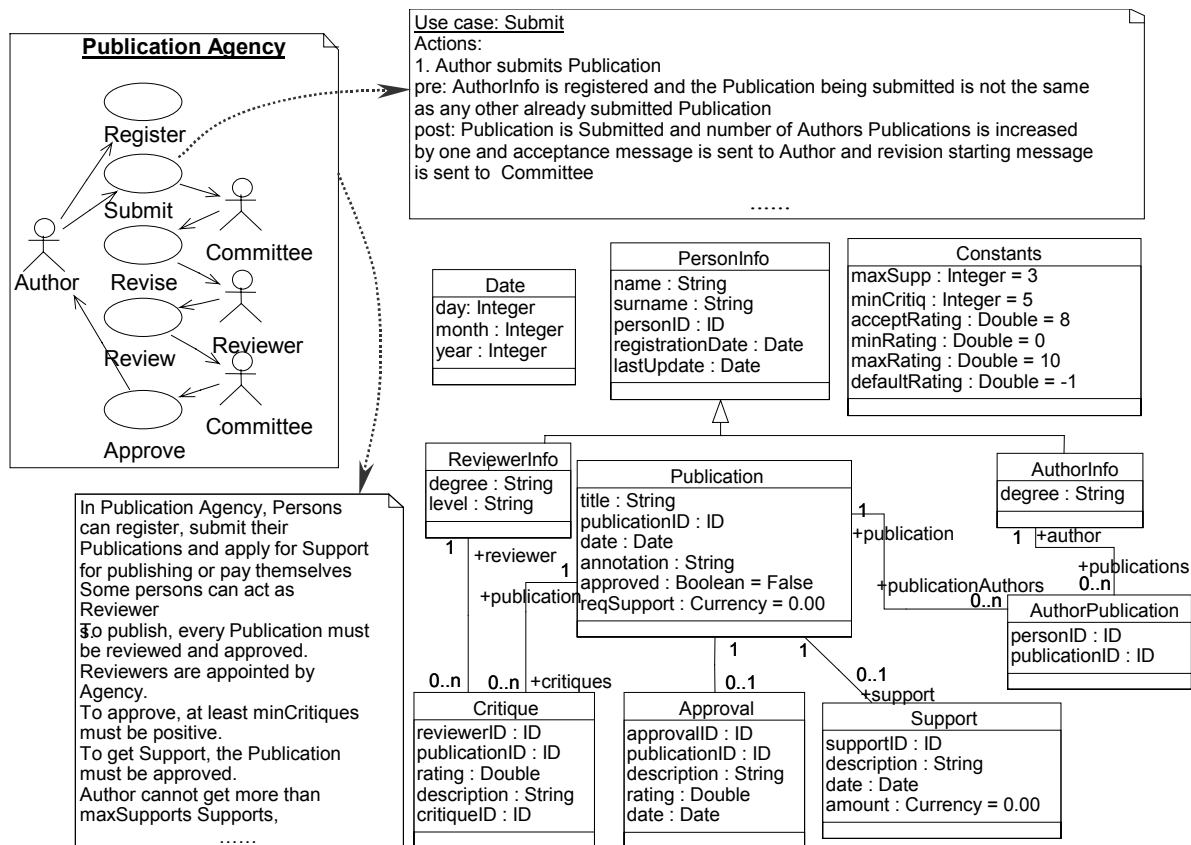 Publication Agency
Register
Submit
Committee
Author
Revise
Reviewer
Review
Committee
Approve
Use case: Submit
Actions:
1. Author submits Publication
pre: AuthorInfo is registered and the Publication being submitted is not the same
as any other already submitted Publication
post: Publication is Submitted and number of Authors Publications is increased
by one and acceptance message is sent to Author and revision starting message
is sent to  Committee
......
Date
day: Integer
month : Integer
year : Integer
PersonInfo
name : String
surname : String
personID : ID
registrationDate : Date
lastUpdate : Date
Constants
maxSupp : Integer = 3
minCritiq : Integer = 5
acceptRating : Double = 8
minRating : Double = 0
maxRating : Double = 10
defaultRating : Double = -1
ReviewerInfo
degree : String
level : String
1
+reviewer
Publication
title : String
publicationID : ID
date : Date
annotation : String
approved : Boolean = False
reqSupport : Currency = 0.00
1
+publication
1
+publication
AuthorInfo
degree : String
1
+author
+publications
0..n
+publicationAuthors
0..n
AuthorPublication
personID : ID
publicationID : ID
In Publication Agency, Persons
can register, submit their
Publications and apply for Support
for publishing or pay themselves
Some persons can act as
Reviewer
s.
To publish, every Publication must
be reviewed and approved.
Reviewers are appointed by
Agency.
To approve, at least minCritiques
must be positive.
To get Support, the Publication
must be approved.
Author cannot get more than
maxSupports Supports,
......
0..n
0..n
+critiques
Critique
reviewerID : ID
publicationID : ID
rating : Double
description : String
critiqueID : ID
1
0..1
Approval
approvalID : ID
publicationID : ID
description : String
rating : Double
date : Date
1
0..1
+support
Support
supportID : ID
description : String
date : Date
amount : Currency = 0.00